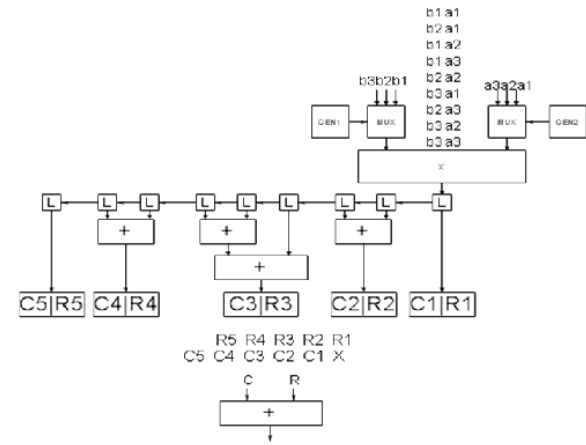 b1 a1
b2 a1
b1 a2
b1 a3
b2 a2
b3 a1
b2 a3
b3 a2
b3 a3
b3b2b1
a3a2a1
GEN1
MUX
MUX
GEN2
X
L L L L L L L L L
+ + +
+
C5|R5 C4|R4 C3|R3 C2|R2 C1|R1
R5 R4 R3 R2 R1
C5 C4 C3 C2 C1 X
C R
+